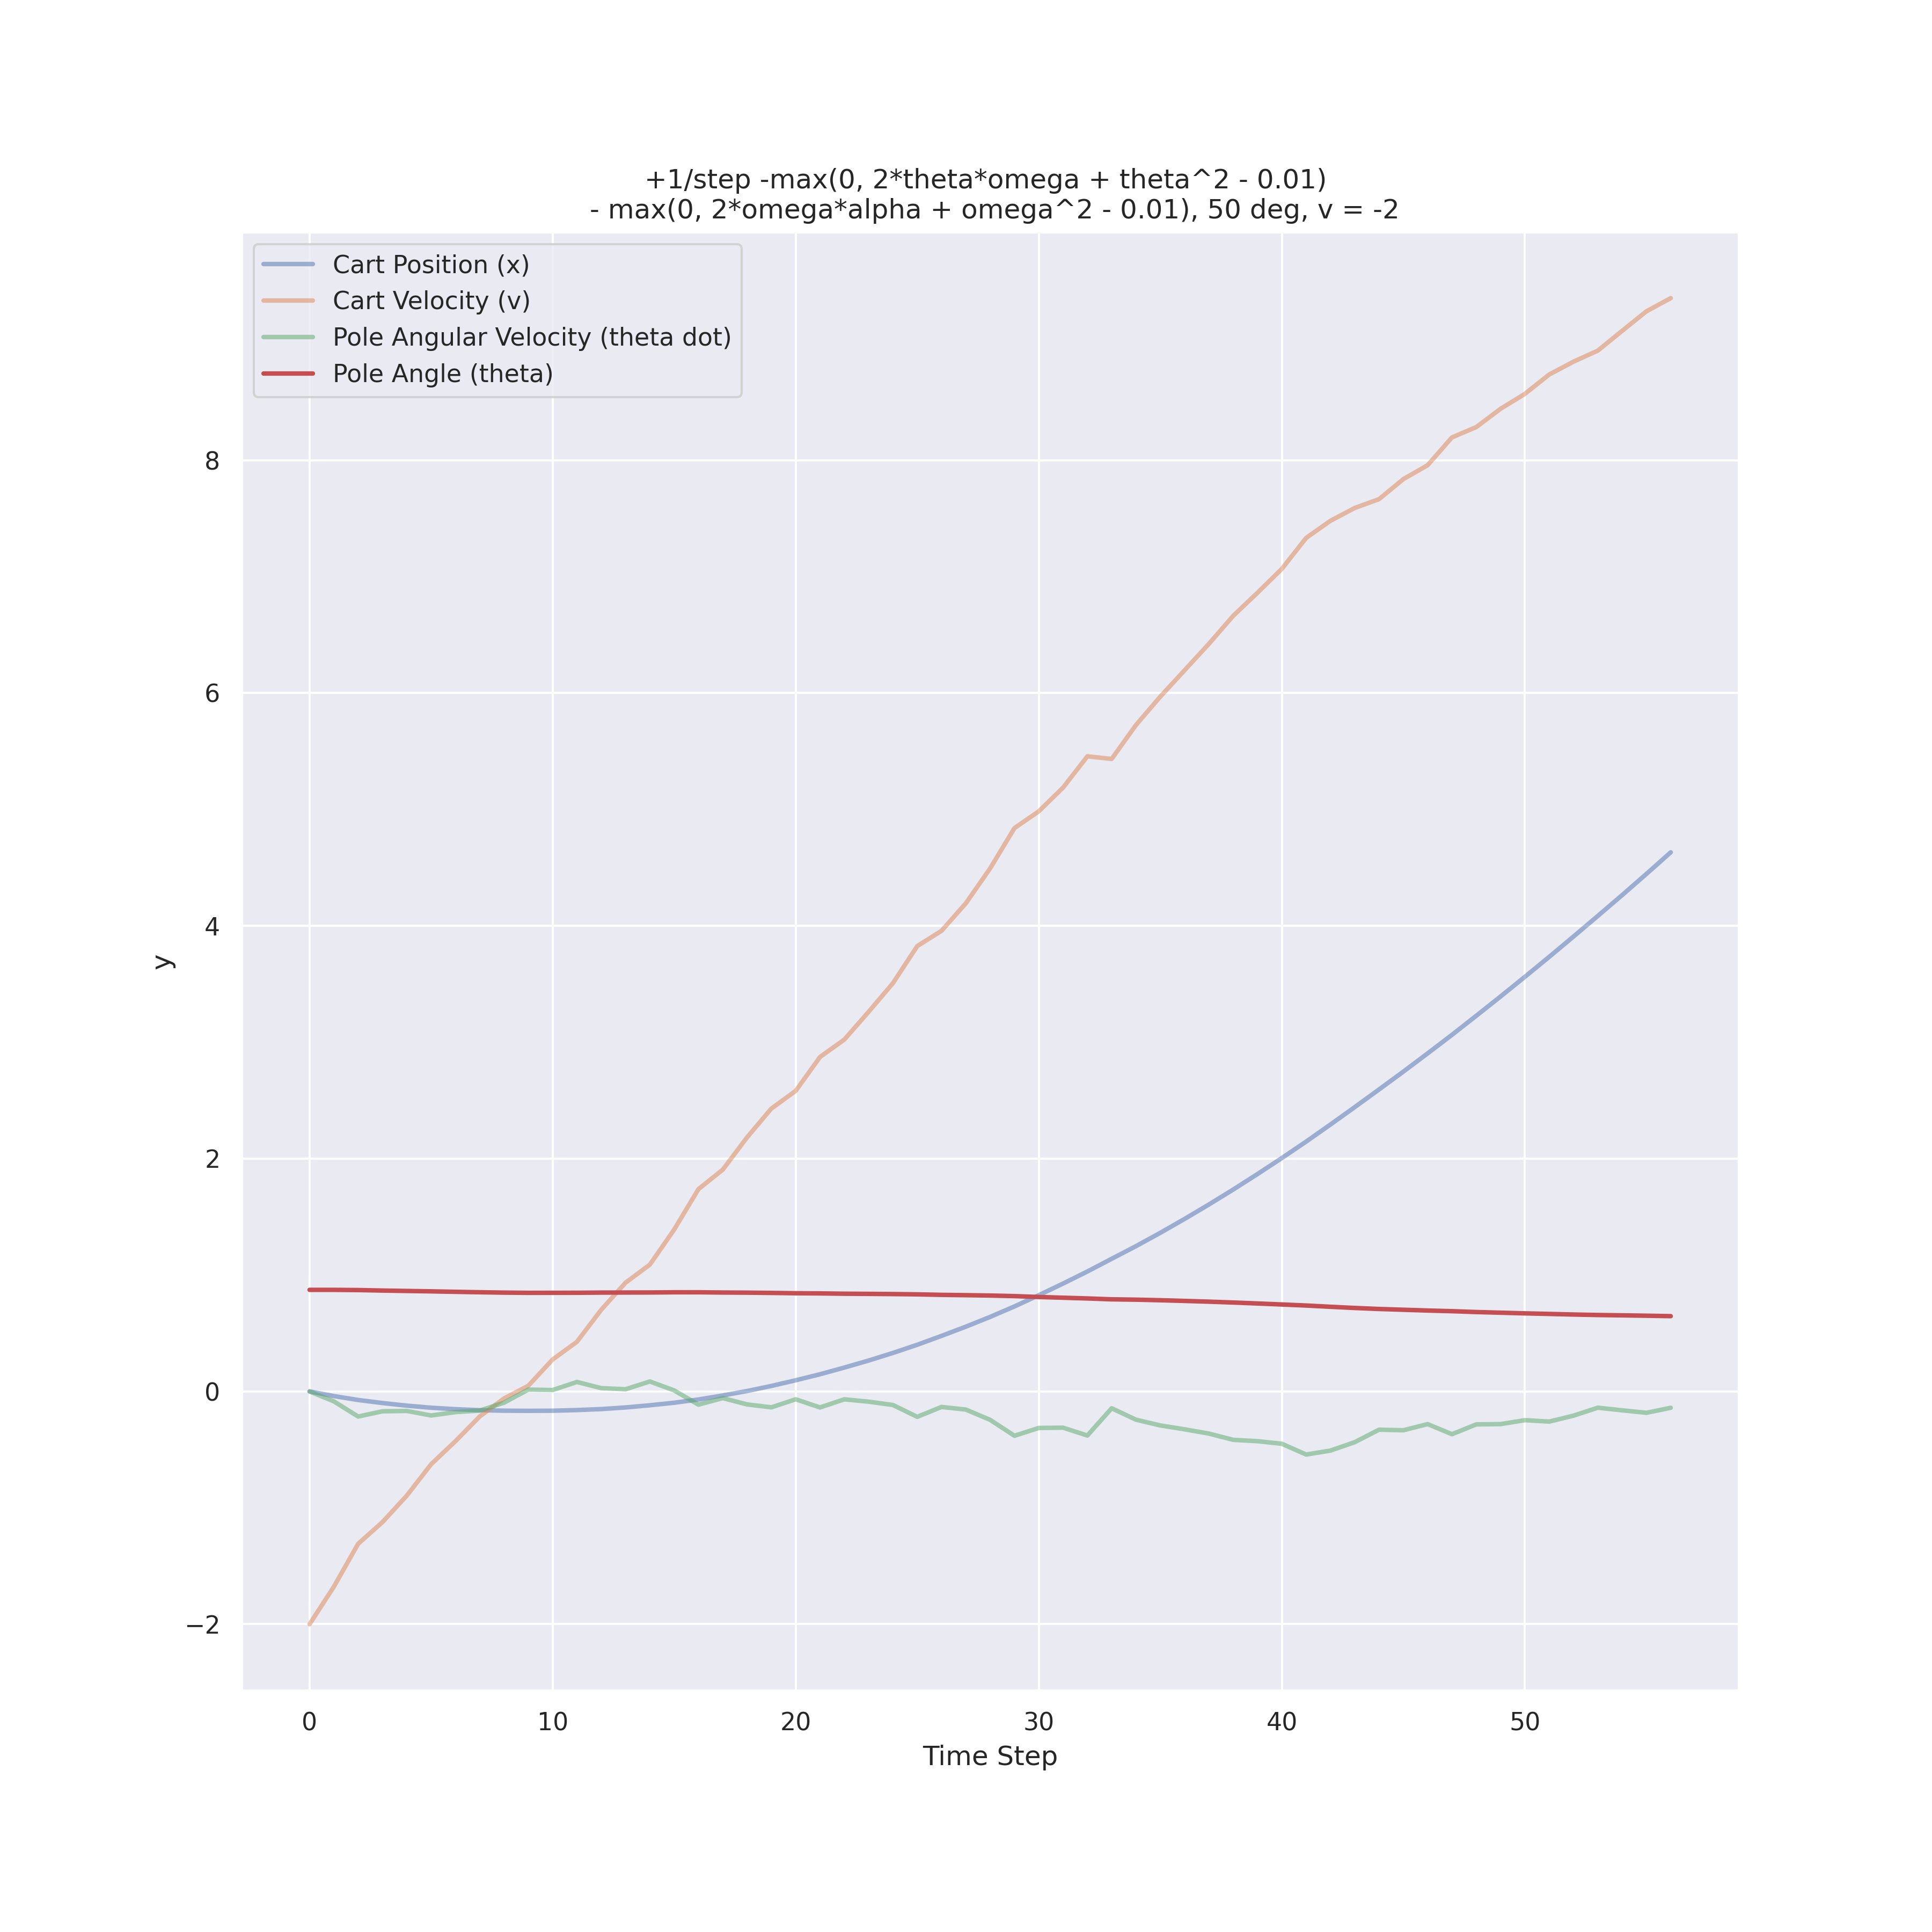 +1/step -max(0, 2*theta*omega + theta^2 - 0.01)
- max(0, 2*omega*alpha + omega^2 - 0.01), 50 deg, v = -2
Cart Position (x)
Cart Velocity (v)
Pole Angular Velocity (theta dot)
Pole Angle (theta)
8
6
4
2
0
−2
y
0 10 20 30 40 50
Time Step